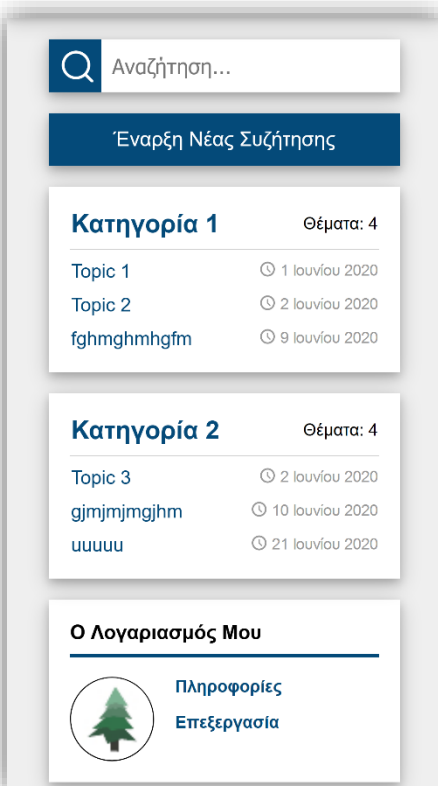 Αναζήτηση...
Έναρξη Νέας Συζήτησης
Κατηγορία 1 Θέματα: 4
Topic 1 1 Ιουνίου 2020
Topic 2 2 Ιουνίου 2020
fghmghmhgfm 9 Ιουνίου 2020
Κατηγορία 2 Θέματα: 4
Topic 3 2 Ιουνίου 2020
gjmjmjmgjhm 10 Ιουνίου 2020
uuuuu 21 Ιουνίου 2020
Ο Λογαριασμός Μου
Πληροφορίες
Επεξεργασία